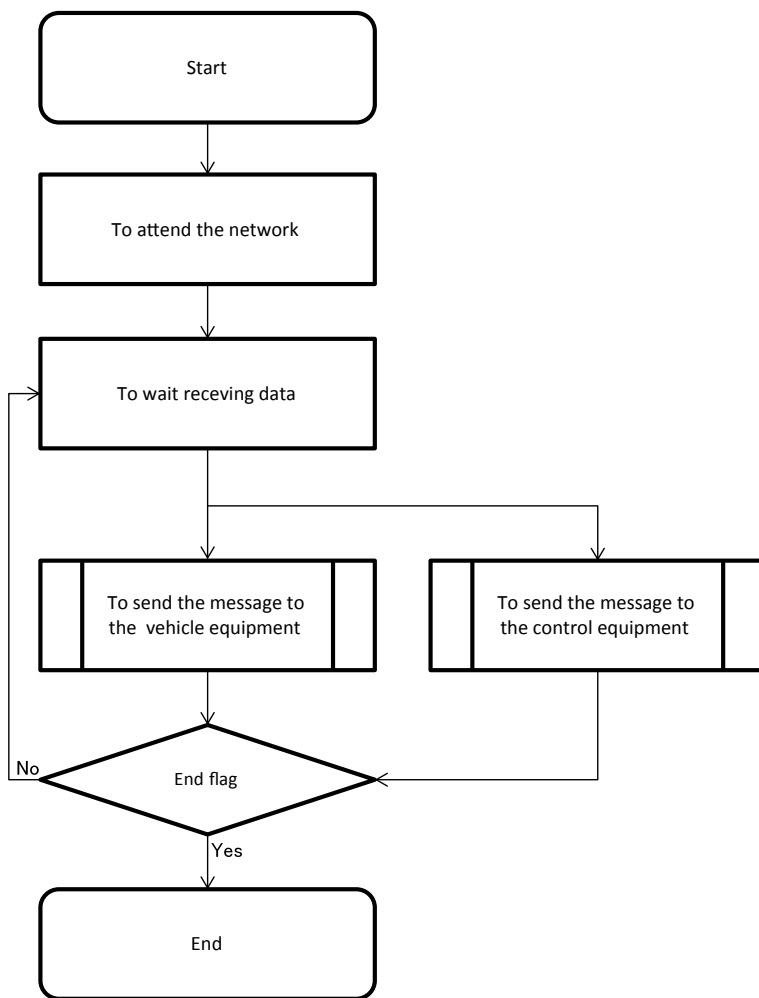 Start
To attend the network
To wait receving data
To send the message to
the vehicle equipment
To send the message to
the control equipment
No
End flag
Yes
End